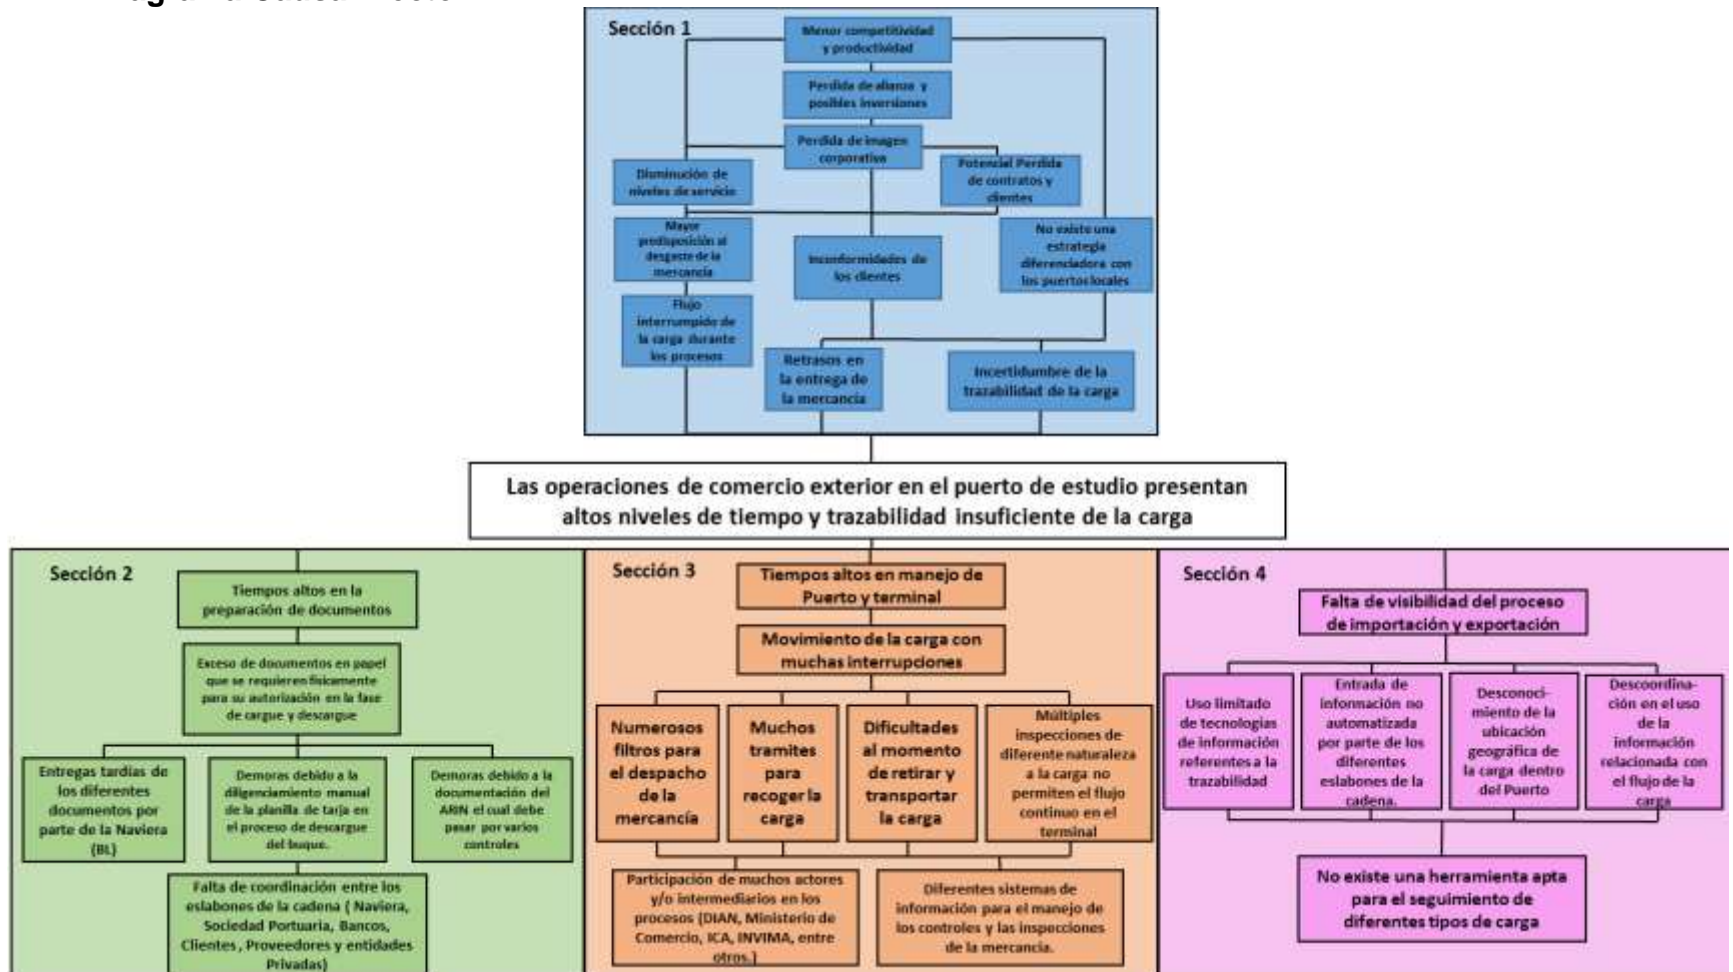 Sección 1
Menor competitividad
y productividad
Perdida de alianza y
posibles inversiones
Perdida de imagen
corporativa
Disminución de
niveles de servicio
Potencial Perdida
de contratos y
clientes
Mayor
predisposición al
desgaste de la
mercancía
Inconformidades de
los clientes
No existe una
estrategia
diferenciadora con
los puertos locales
Flujo
interrumpido de
la carga durante
los procesos
Retrasos en
la entrega de
la mercancía
Incertidumbre de la
trazabilidad de la carga
Las operaciones de comercio exterior en el puerto de estudio presentan
altos niveles de tiempo y trazabilidad insuficiente de la carga
Sección 2
Tiempos altos en la
preparación de documentos
Exceso de documentos en papel
que se requieren físicamente
para su autorización en la fase
de cargue y descargue
Entregas tardías de
los diferentes
documentos por
parte de la Naviera
(BL)
Demoras debido a la
diligenciamiento manual
de la planilla de tarja en
el proceso de descargue
del buque.
Demoras debido a la
documentación del
ARIN el cual debe
pasar por varios
controles
Falta de coordinación entre los
eslabones de la cadena ( Naviera,
Sociedad Portuaria, Bancos,
Clientes , Proveedores y entidades
Privadas)
Sección 3
Tiempos altos en manejo de
Puerto y terminal
Movimiento de la carga con
muchas interrupciones
Numerosos
filtros para
el despacho
de la
mercancía
Muchos
tramites
para
recoger la
carga
Dificultades
al momento
de retirar y
transportar
la carga
Múltiples
inspecciones de
diferente naturaleza
a la carga no
permiten el flujo
continuo en el
terminal
Participación de muchos actores
y/o intermediarios en los
procesos (DIAN, Ministerio de
Comercio, ICA, INVIMA, entre
otros.)
Diferentes sistemas de
información para el manejo de
los controles y las inspecciones
de la mercancía.
Sección 4
Falta de visibilidad del proceso
de importación y exportación
Uso limitado
de tecnologías
de información
referentes a la
trazabilidad
Entrada de
información no
automatizada
por parte de los
diferentes
eslabones de la
cadena.
Desconoci-
miento de la
ubicación
geográfica de
la carga dentro
del Puerto
Descoordina-
ción en el uso
de la
información
relacionada con
el flujo de la
carga
No existe una herramienta apta
para el seguimiento de
diferentes tipos de carga